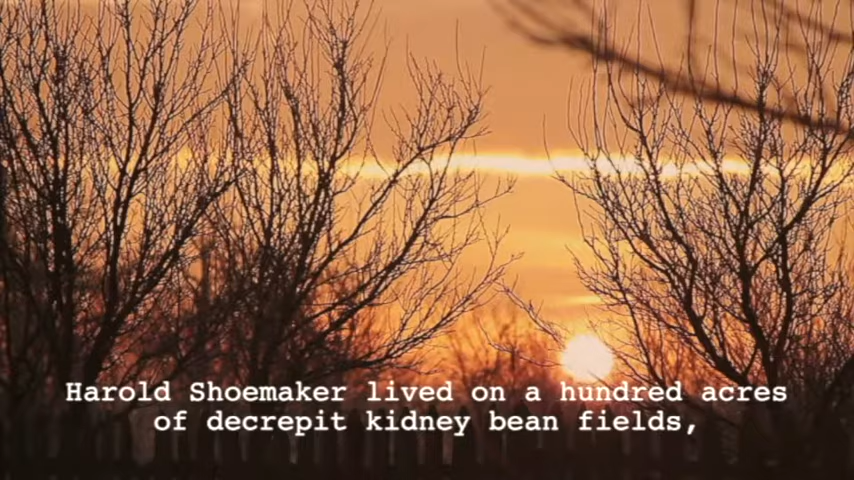 Harold Shoemaker lived on a hundred acres
of decrepit kidney bean fields,